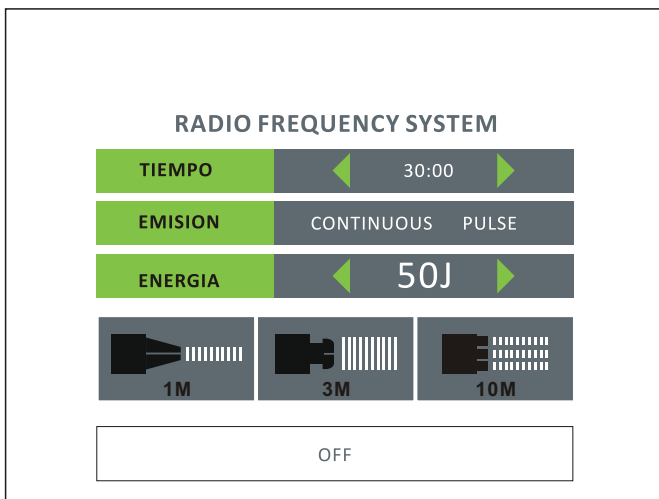 RADIO FREQUENCY SYSTEM
TIEMPO 30:00
EMISION CONTINUOUS PULSE
ENERGIA 50J
1M 3M 10M
OFF